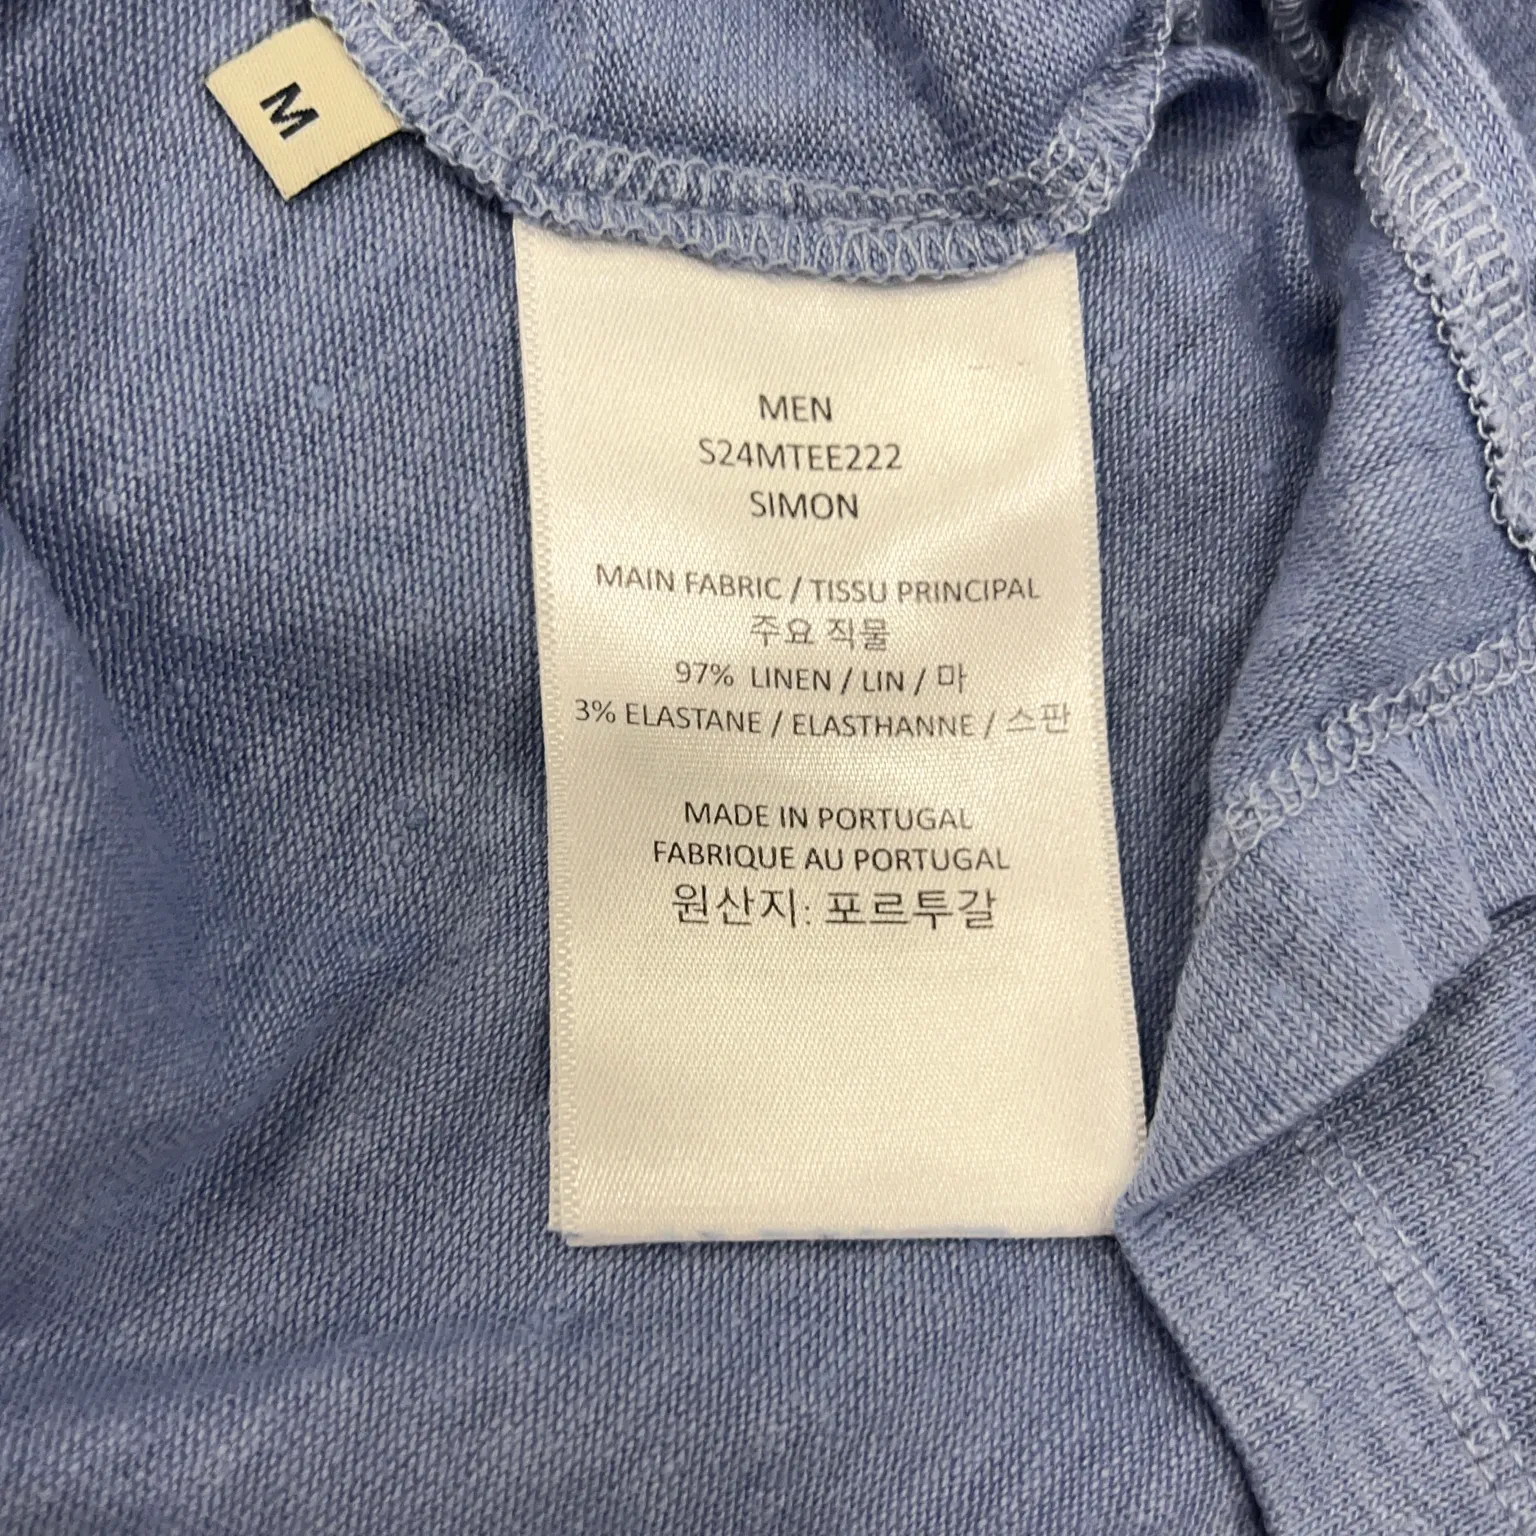 M
MEN
S24MTEE222
SIMON
MAIN FABRIC / TISSU PRINCIPAL
주요 직물
97% LINEN / LIN / 마
3% ELASTANE / ELASTHANNE / 스판
MADE IN PORTUGAL
FABRIQUE AU PORTUGAL
원산지: 포르투갈